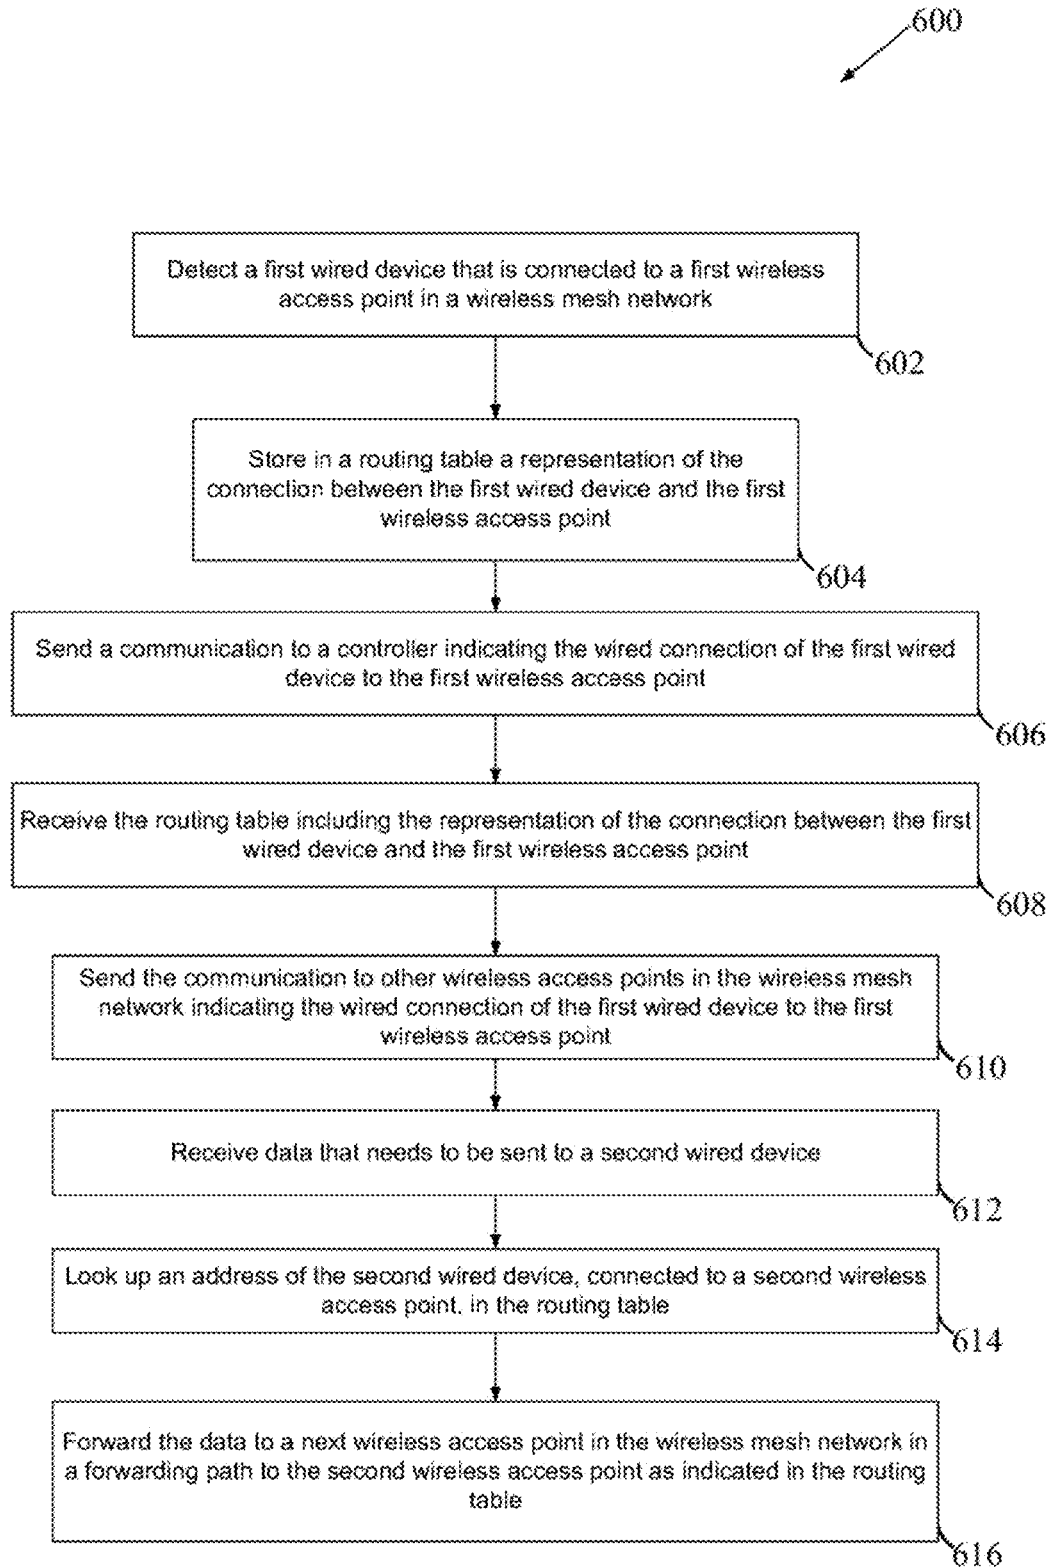 600
Detect a first wired device that is connected to a first wireless
access point in a wireless mesh network
602
Store in a routing table a representation of the
connection between the first wired device and the first
wireless access point
604
Send a communication to a controller indicating the wired connection of the first wired
device to the first wireless access point
606
Receive the routing table including the representation of the connection between the first
wired device and the first wireless access point
608
Send the communication to other wireless access points in the wireless mesh
network indicating the wired connection of the first wired device to the first
wireless access point
610
Receive data that needs to be sent to a second wired device
612
Look up an address of the second wired device, connected to a second wireless
access point, in the routing table
614
Forward the data to a next wireless access point in the wireless mesh network in
a forwarding path to the second wireless access point as indicated in the routing
table
616